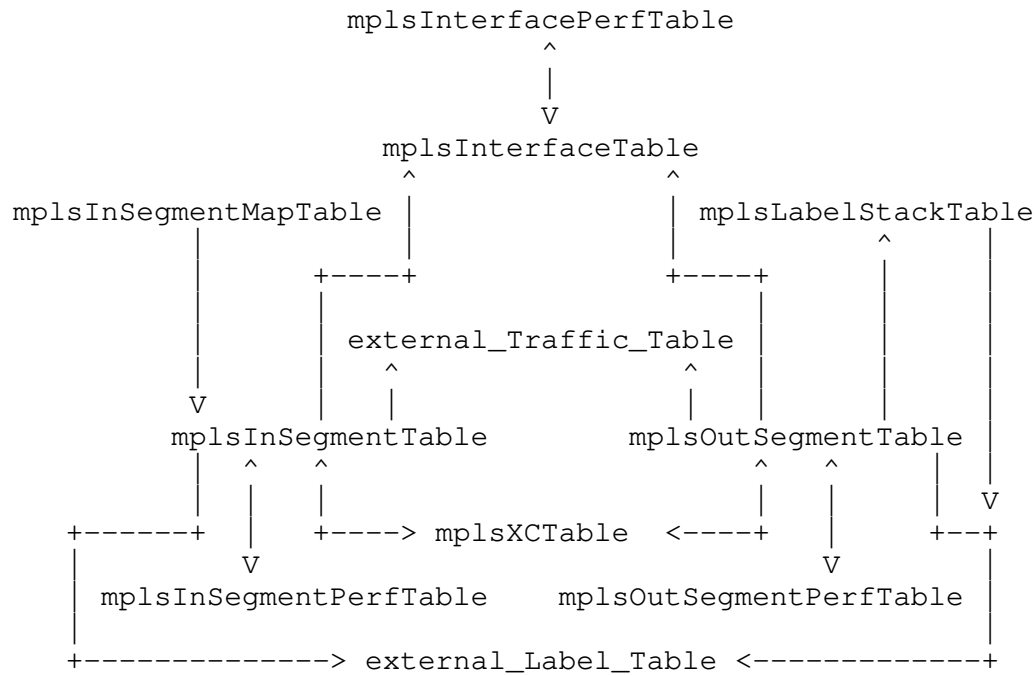 mplsInterfacePerfTable
mplsInterfaceTable
mplsInSegmentMapTable mplsLabelStackTable
external_Traffic_Table
mplsInSegmentTable mplsOutSegmentTable
mplsXCTable
mplsInSegmentPerfTable mplsOutSegmentPerfTable
external_Label_Table